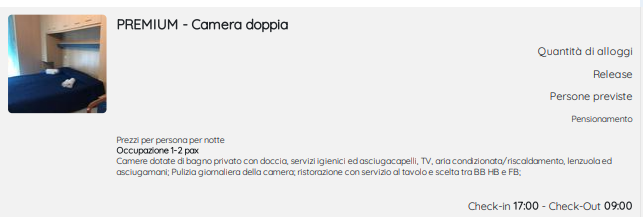 PREMIUM - Camera doppia
Quantità di alloggi
Release
Persone previste
Pensionamento
Prezzi per persona per notte
Occupazione 1-2 pax
Camere dotate di bagno privato con doccia, servizi igienici ed asciugacapelli, TV, aria condizionata/riscaldamento, lenzuola ed
asciugamani; Pulizia giornaliera della camera; ristorazione con servizio al tavolo e scelta tra BB HB e FB;
Check-in 17:00 - Check-Out 09:00